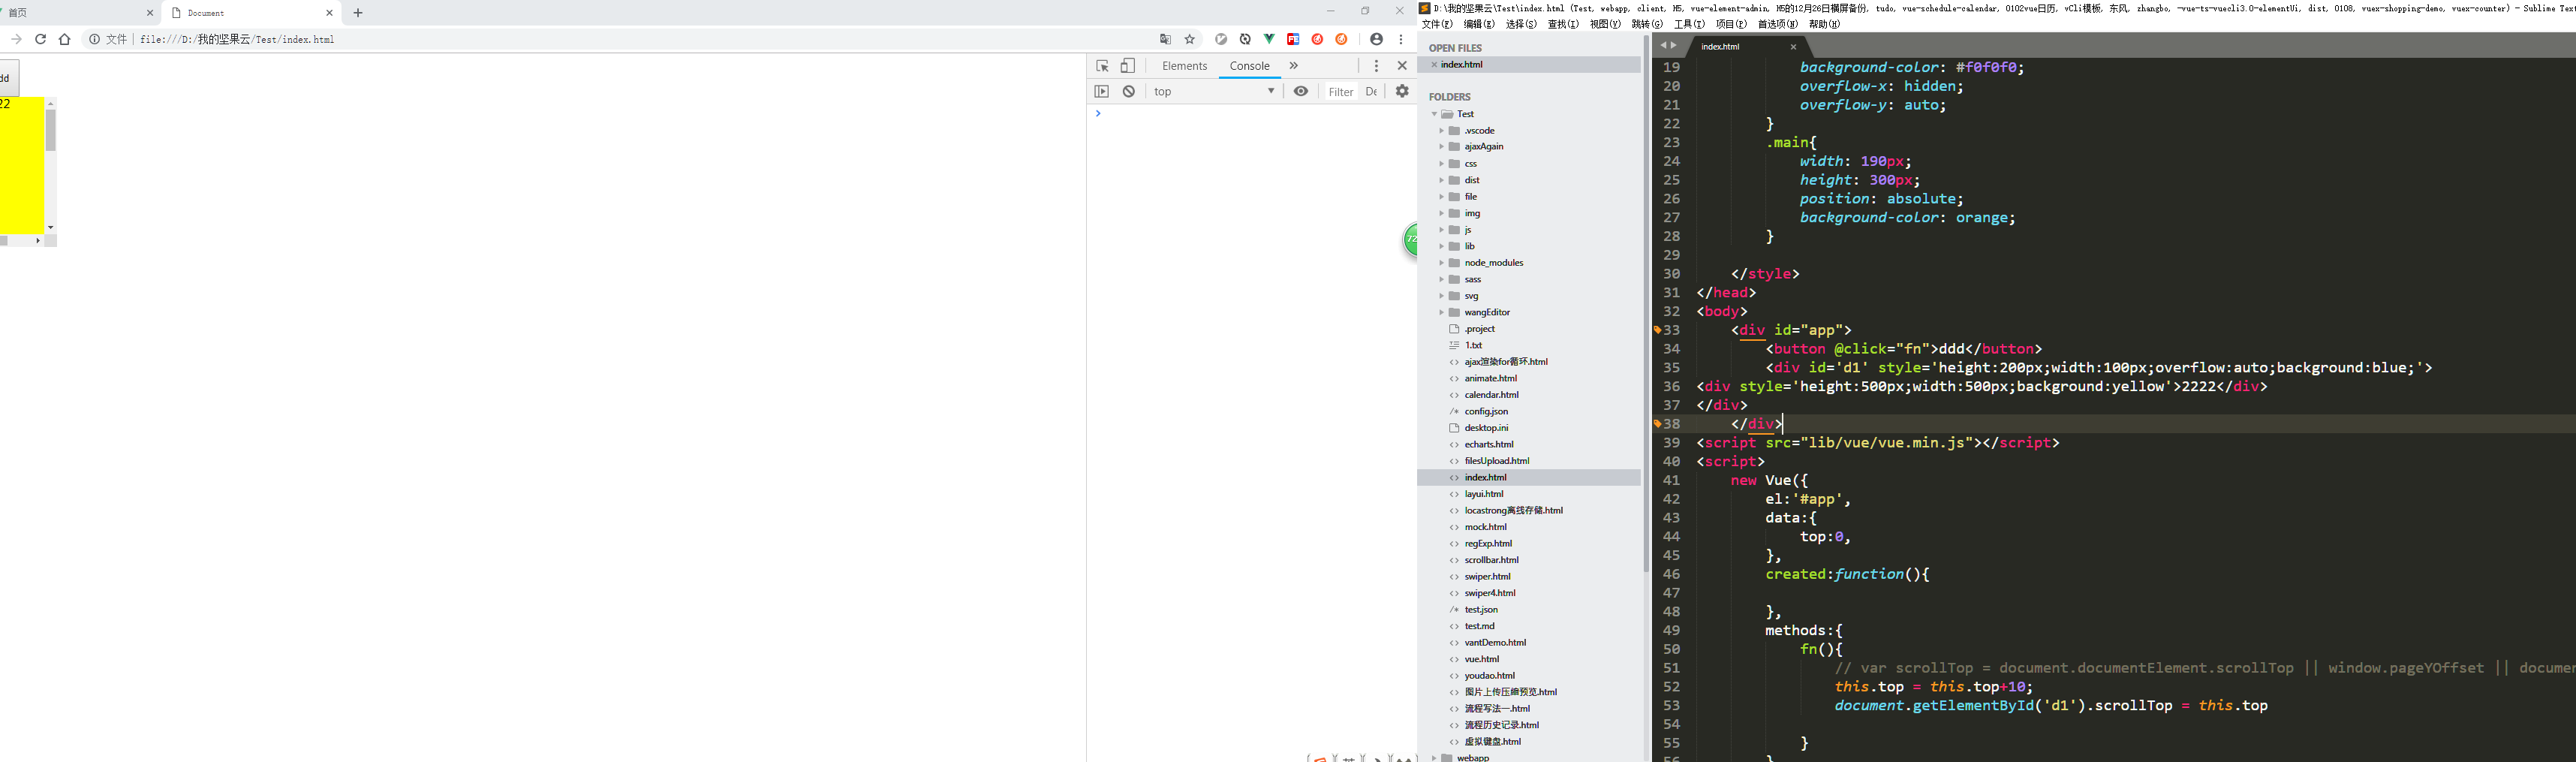 首页
Document
文件 file:///D:/我的坚果云/Test/index.html
dd
22
Elements Console
top Filter De
72
D:\我的坚果云\Test\index.html (Test, webapp, client, M5, vue-element-admin, M5的12月26日横屏备份, tudo, vue-schedule-calendar, 0102vue日历, vCli模板, 东风, zhangbo, -vue-ts-vuecli3.0-elementUi, dist, 0108, vuex-shopping-demo, vuex-counter) - Sublime Text
文件(F) 编辑(E) 选择(S) 查找(I) 视图(V) 跳转(G) 工具(T) 项目(P) 首选项(N) 帮助(H)
OPEN FILES
index.html
FOLDERS
Test
.vscode
ajaxAgain
css
dist
file
img
js
lib
node_modules
sass
svg
wangEditor
.project
1.txt
ajax渲染for循环.html
animate.html
calendar.html
config.json
desktop.ini
echarts.html
filesUpload.html
index.html
layui.html
locastrong离线存储.html
mock.html
regExp.html
scrollbar.html
swiper.html
swiper4.html
test.json
test.md
vantDemo.html
vue.html
youdao.html
图片上传压缩预览.html
流程写法一.html
流程历史记录.html
虚拟键盘.html
webapp
index.html
19 background-color: #f0f0f0;
20 overflow-x: hidden;
21 overflow-y: auto;
22 }
23 .main{
24 width: 190px;
25 height: 300px;
26 position: absolute;
27 background-color: orange;
28 }
29
30 </style>
31 </head>
32 <body>
33 <div id="app">
34 <button @click="fn">ddd</button>
35 <div id='d1' style='height:200px;width:100px;overflow:auto;background:blue;'>
36 <div style='height:500px;width:500px;background:yellow'>2222</div>
37 </div>
38 </div>
39 <script src="lib/vue/vue.min.js"></script>
40 <script>
41 new Vue({
42 el:'#app',
43 data:{
44 top:0,
45 },
46 created:function(){
47
48 },
49 methods:{
50 fn(){
51 // var scrollTop = document.documentElement.scrollTop || window.pageYOffset || documen
52 this.top = this.top+10;
53 document.getElementById('d1').scrollTop = this.top
54
55 }
56 }